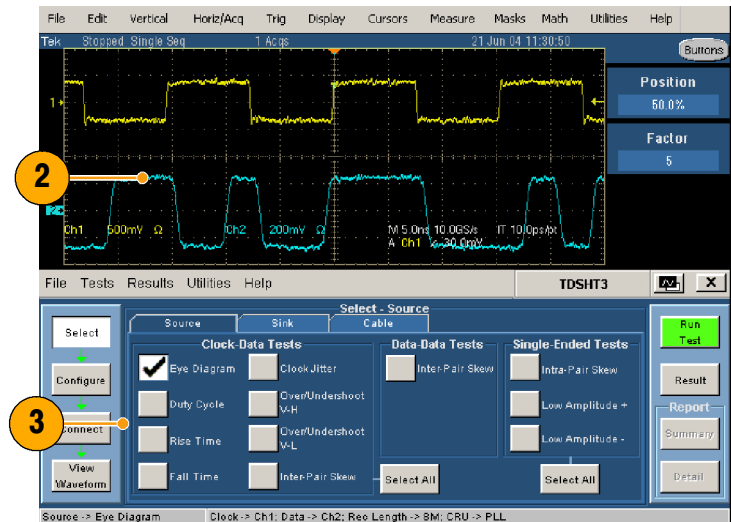 File Edit Vertical Horiz/Acq Trig Display Cursors Measure Masks Math Utilities Help
Tek Stopped Single Seq 1 Acqs 21 Jun 04 11:30:50
Buttons
Position
50.0%
Factor
5
1
2
2
Ch1 500mV Ω Ch2 200mV Ω M 5.0ns 10.0GS/s IT 10.0ps/pt
A Ch1 -30.0mV
File Tests Results Utilities Help TDSHT3 X
Select - Source
Source Sink Cable
Select
Configure
Connect
View
Waveform
3
Clock-Data Tests
Eye Diagram
Clock Jitter
Duty Cycle
Over/Undershoot
V-H
Rise Time
Over/Undershoot
V-L
Fall Time
Inter-Pair Skew
Select All
Data-Data Tests
Inter-Pair Skew
Single-Ended Tests
Intra-Pair Skew
Low Amplitude +
Low Amplitude -
Select All
Run
Test
Result
Report
Summary
Detail
Source -> Eye Diagram Clock -> Ch1; Data -> Ch2; Rec Length -> 8M; CRU -> PLL